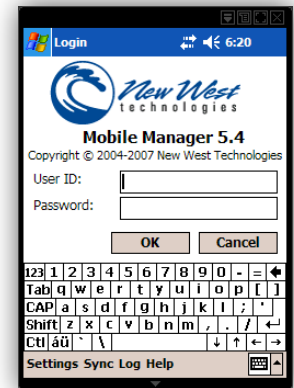 Login 6:20
New West
technologies
Mobile Manager 5.4
Copyright © 2004-2007 New West Technologies
User ID:
Password:
OK Cancel
123 1 2 3 4 5 6 7 8 9 0 - =
Tab q w e r t y u i o p [ ]
CAP a s d f g h j k l ; '
Shift z x c v b n m , . /
Ctl áü ` \
Settings Sync Log Help